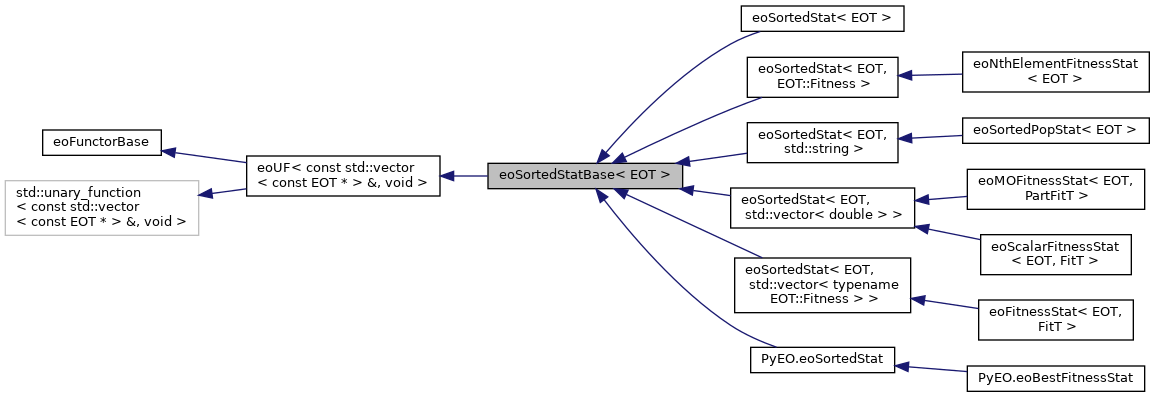 eoFunctorBase
std::unary_function
< const std::vector
< const EOT * > &, void >
eoUF< const std::vector
< const EOT * > &, void >
eoSortedStatBase< EOT >
eoSortedStat< EOT >
eoSortedStat< EOT,
EOT::Fitness >
eoSortedStat< EOT,
std::string >
eoSortedStat< EOT,
std::vector< double > >
eoSortedStat< EOT,
std::vector< typename
EOT::Fitness > >
PyEO.eoSortedStat
eoNthElementFitnessStat
< EOT >
eoSortedPopStat< EOT >
eoMOFitnessStat< EOT,
PartFitT >
eoScalarFitnessStat
< EOT, FitT >
eoFitnessStat< EOT,
FitT >
PyEO.eoBestFitnessStat